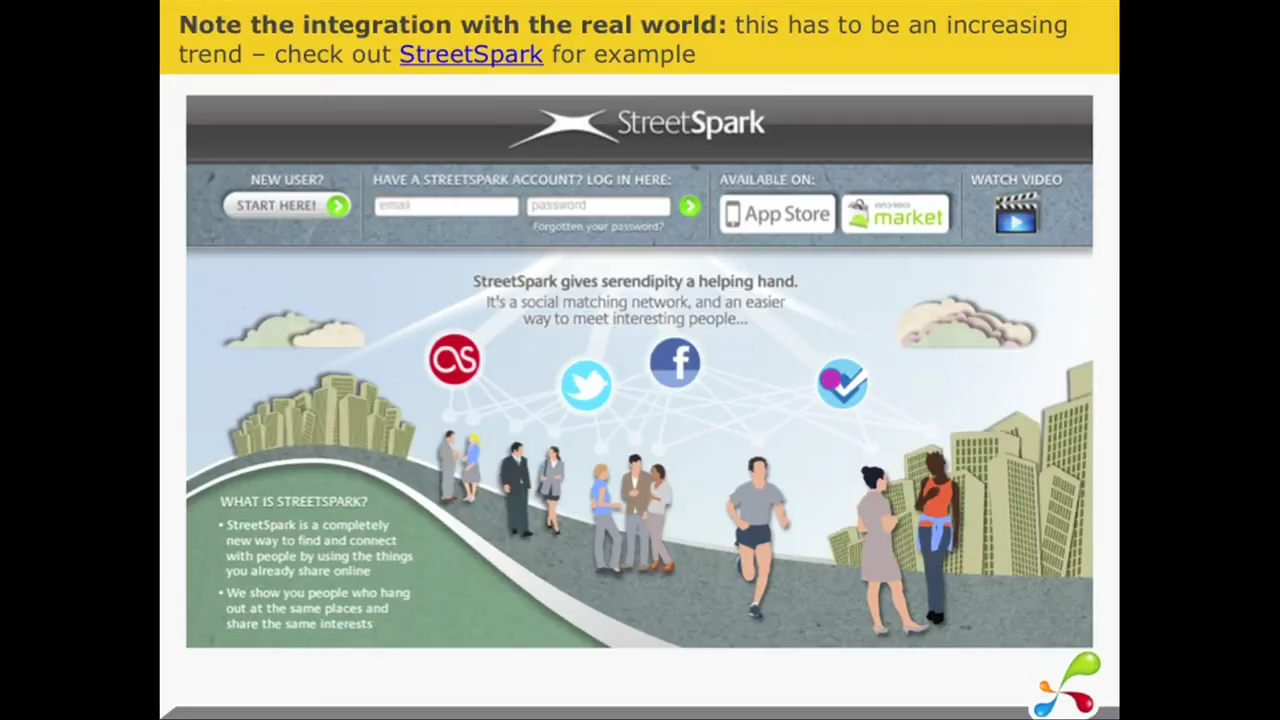 Note the integration with the real world: this has to be an increasing
trend – check out StreetSpark for example
StreetSpark
NEW USER?
START HERE!
HAVE A STREETSPARK ACCOUNT? LOG IN HERE:
email
password
Forgotten your password?
AVAILABLE ON:
App Store
ANDROID
market
WATCH VIDEO
StreetSpark gives serendipity a helping hand.
It's a social matching network, and an easier
way to meet interesting people...
as
f
WHAT IS STREETSPARK?
• StreetSpark is a completely
new way to find and connect
with people by using the things
you already share online
• We show you people who hang
out at the same places and
share the same interests